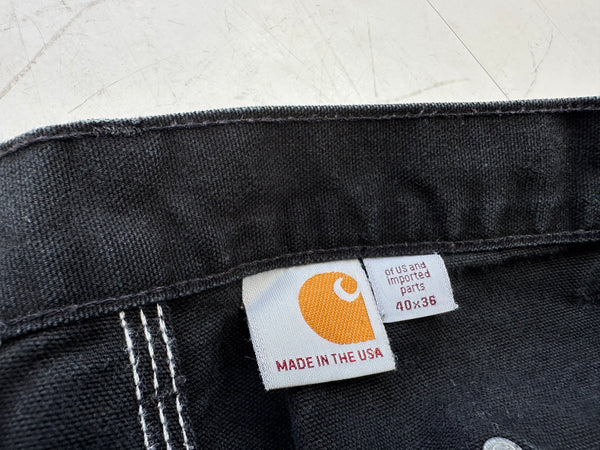 MADE IN THE USA
of US and
imported
parts
40x36